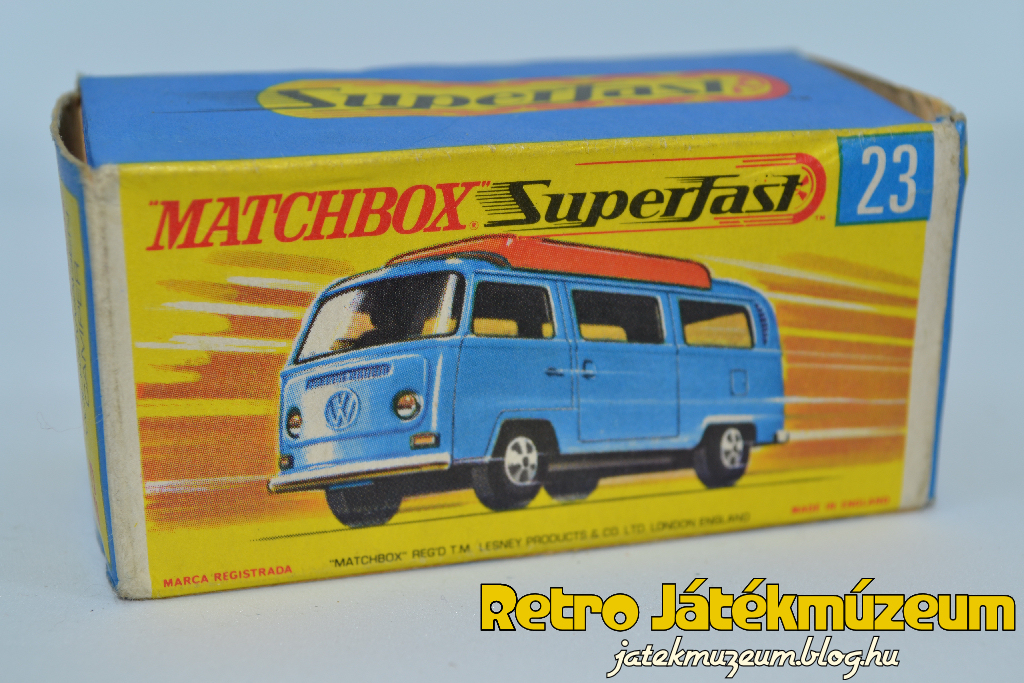 Superfast
"MATCHBOX"® Superfast™
23
MARCA REGISTRADA
"MATCHBOX" REG'D T.M. LESNEY PRODUCTS & CO. LTD. LONDON ENGLAND
MADE IN ENGLAND
Retro Játékmúzeum
jatekmuzeum.blog.hu